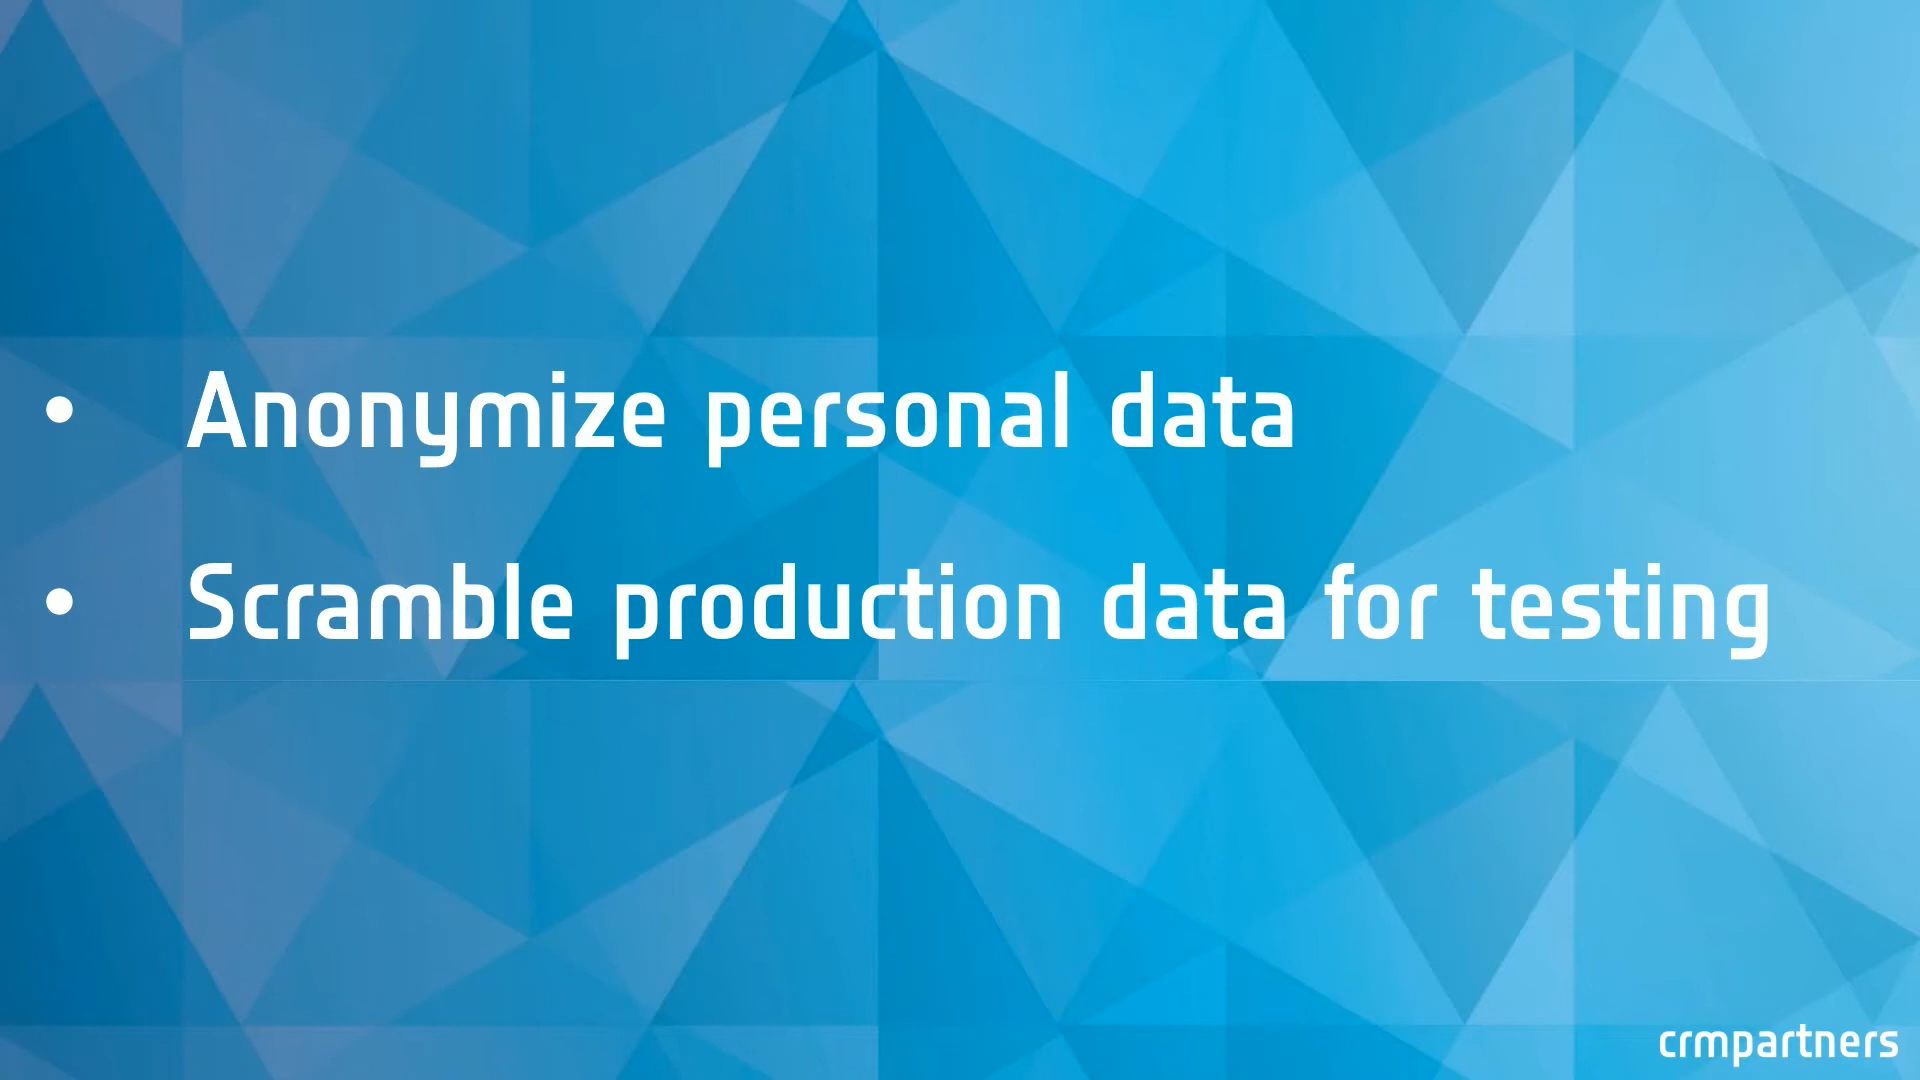 • Anonymize personal data
• Scramble production data for testing
crmpartners